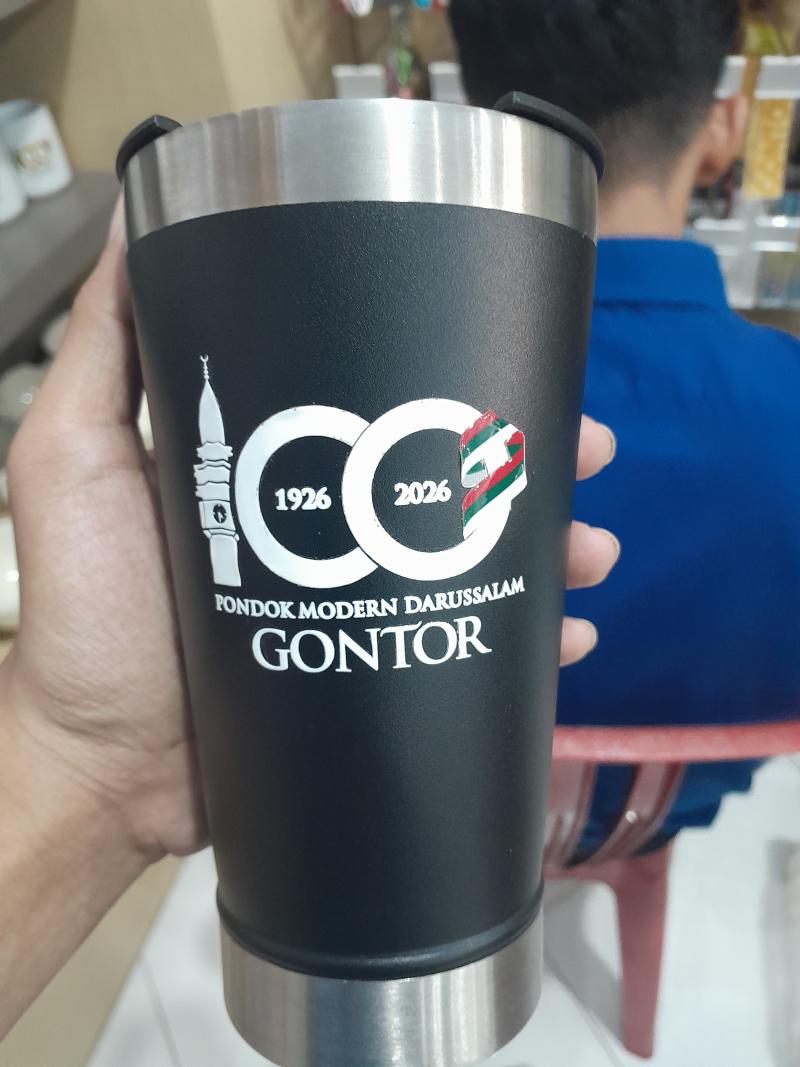 100
1926 2026
PONDOK MODERN DARUSSALAM
GONTOR